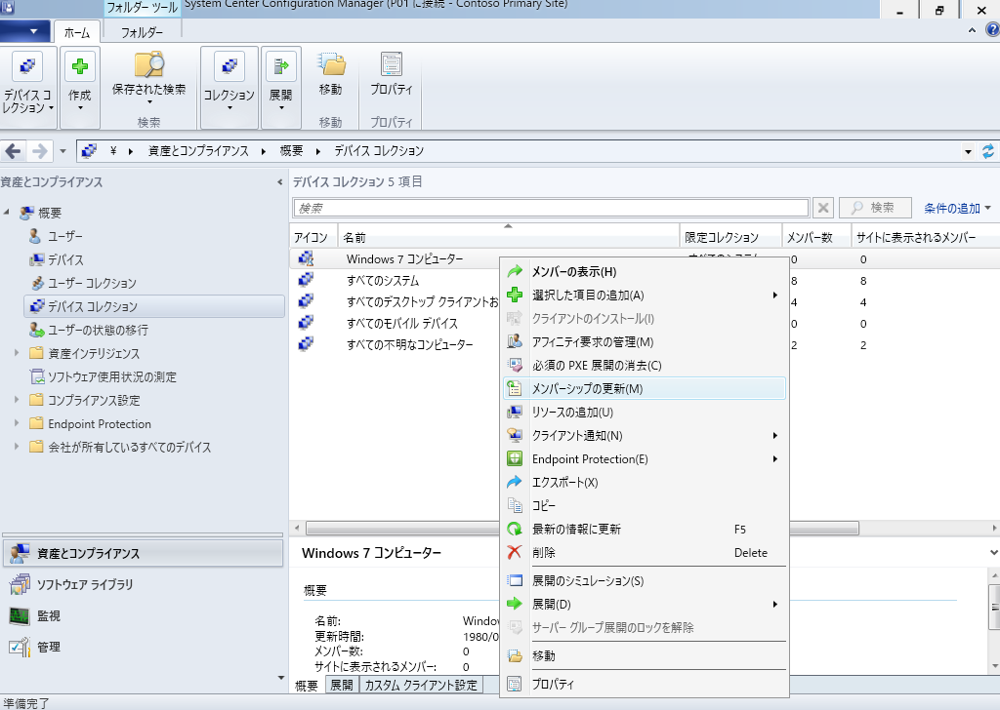 フォルダー ツール
System Center Configuration Manager (P01 に接続 - Contoso Primary Site)
ホーム
フォルダー
デバイス コ
レクション
作成
保存された検索
コレクション
展開
移動
プロパティ
検索
移動
プロパティ
¥
資産とコンプライアンス
概要
デバイス コレクション
資産とコンプライアンス
概要
ユーザー
デバイス
ユーザー コレクション
デバイス コレクション
ユーザーの状態の移行
資産インテリジェンス
ソフトウェア使用状況の測定
コンプライアンス設定
Endpoint Protection
会社が所有しているすべてのデバイス
資産とコンプライアンス
ソフトウェア ライブラリ
監視
管理
デバイス コレクション 5 項目
検索
検索
条件の追加
アイコン 名前 限定コレクション メンバー数 サイトに表示されるメンバー
Windows 7 コンピューター 0 0
すべてのシステム 8 8
すべてのデスクトップ クライアントお 4 4
すべてのモバイル デバイス 0 0
すべての不明なコンピューター 2 2
メンバーの表示(H)
選択した項目の追加(A)
クライアントのインストール(I)
アフィニティ要求の管理(M)
必須の PXE 展開の消去(C)
メンバーシップの更新(M)
リソースの追加(U)
クライアント通知(N)
Endpoint Protection(E)
エクスポート(X)
コピー
最新の情報に更新 F5
削除 Delete
展開のシミュレーション(S)
展開(D)
サーバー グループ展開のロックを解除
移動
プロパティ
Windows 7 コンピューター
概要
名前: Windo
更新時間: 1980/0
メンバー数: 0
サイトに表示されるメンバー: 0
概要 展開 カスタム クライアント設定
準備完了